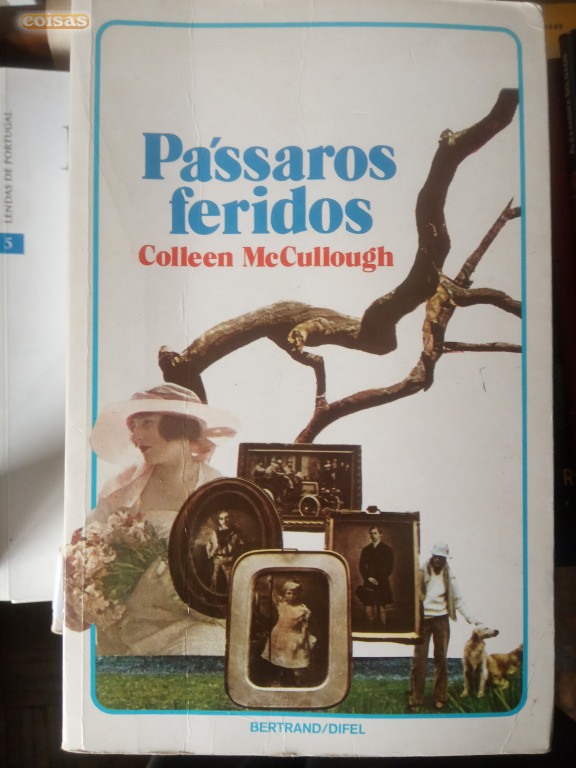 coisas
LENDAS DE PORTUGAL
5
Pássaros
feridos
Colleen McCullough
BERTRAND/DIFEL